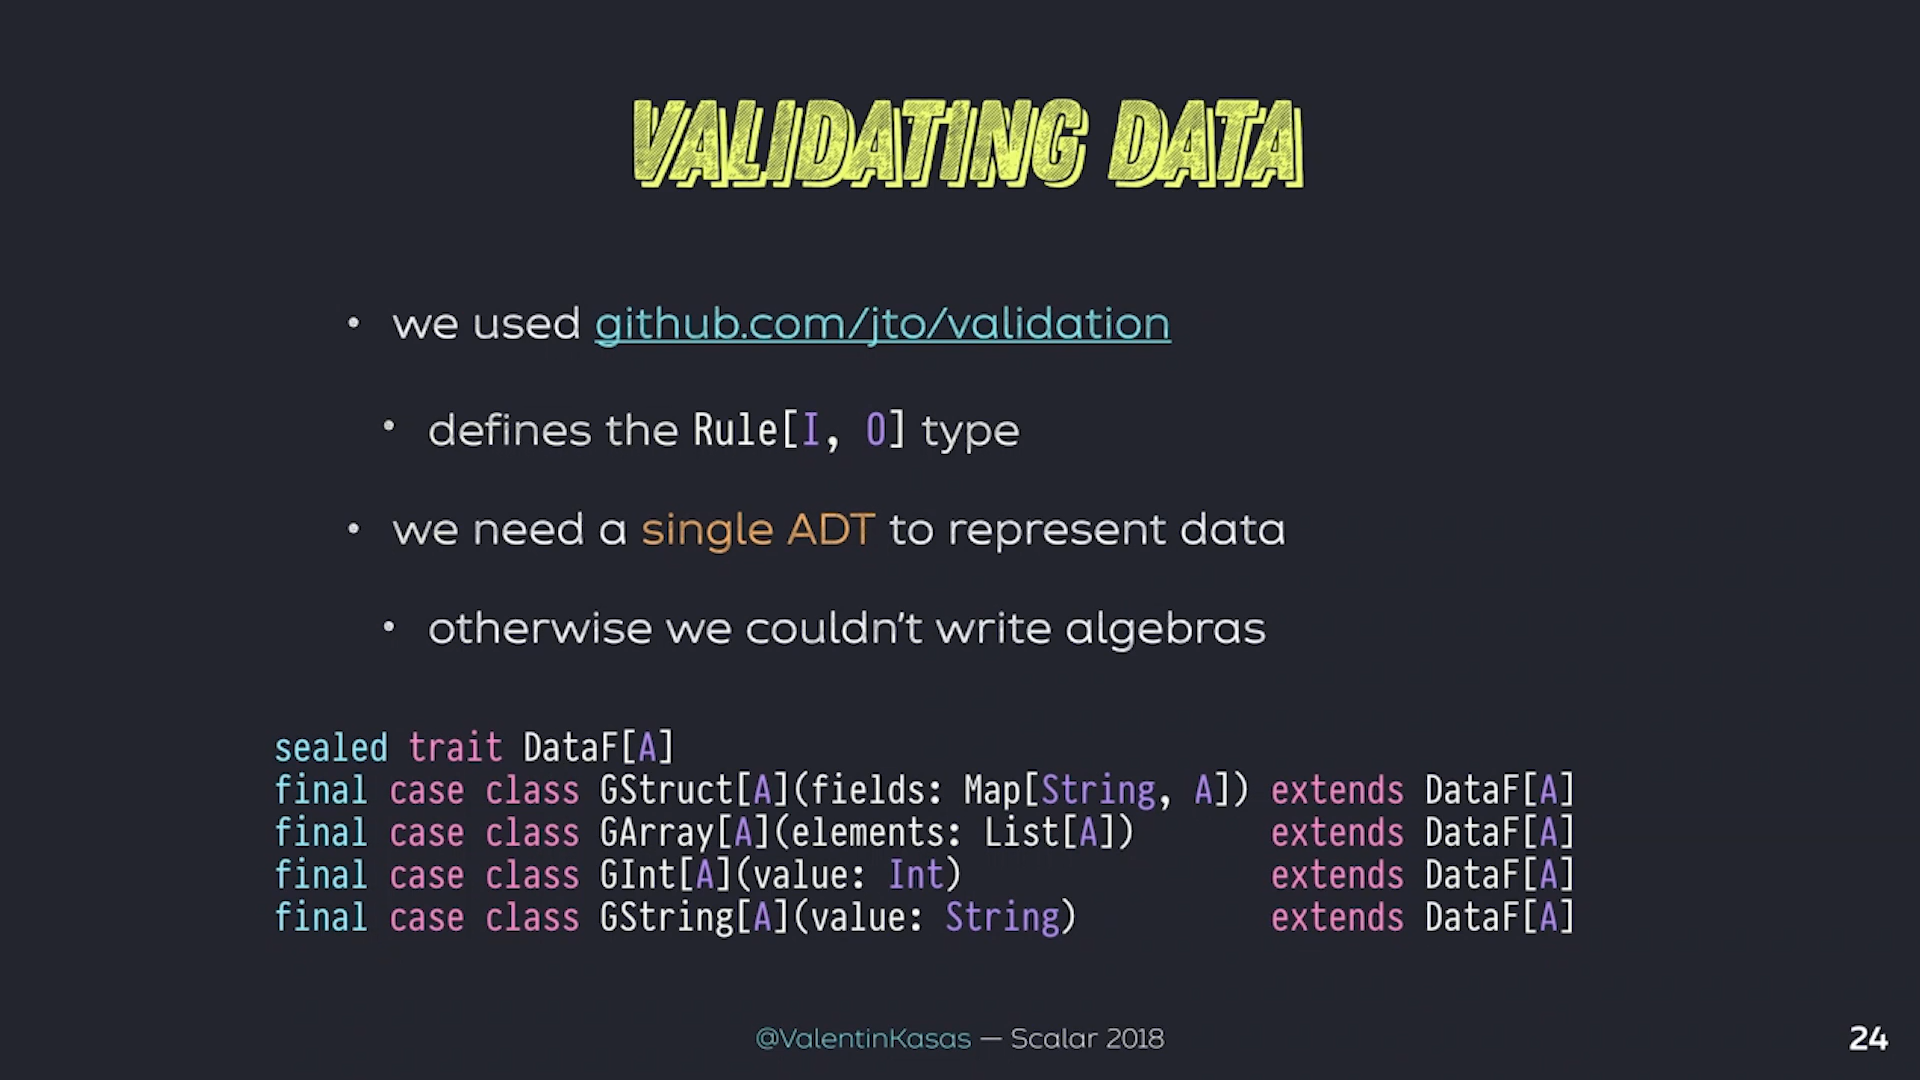 VALIDATING DATA
• we used github.com/jto/validation
• defines the Rule[I, O] type
• we need a single ADT to represent data
• otherwise we couldn't write algebras
sealed trait DataF[A]
final case class GStruct[A](fields: Map[String, A]) extends DataF[A]
final case class GArray[A](elements: List[A])       extends DataF[A]
final case class GInt[A](value: Int)                extends DataF[A]
final case class GString[A](value: String)          extends DataF[A]
@ValentinKasas — Scalar 2018
24